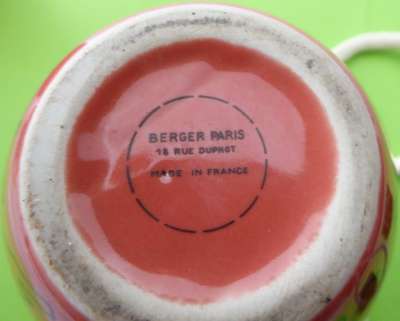 BERGER PARIS
18 RUE DUPHOT
MADE IN FRANCE